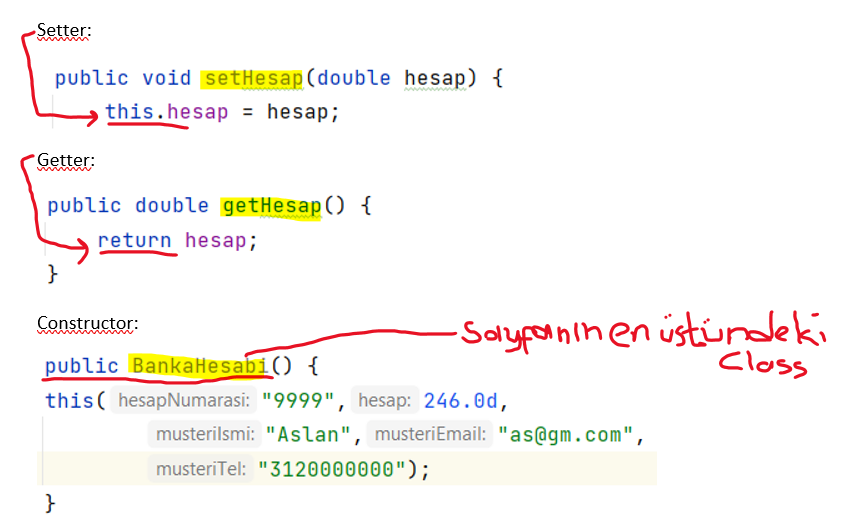 Setter:
public void setHesap(double hesap) {
this.hesap = hesap;
Getter:
public double getHesap() {
return hesap;
}
Constructor:
Sayfanın en üstündeki
Class
public BankaHesabi() {
this( hesapNumarasi: "9999", hesap: 246.0d,
musteriIsmi: "Aslan", musteriEmail: "as@gm.com",
musteriTel: "3120000000");
}